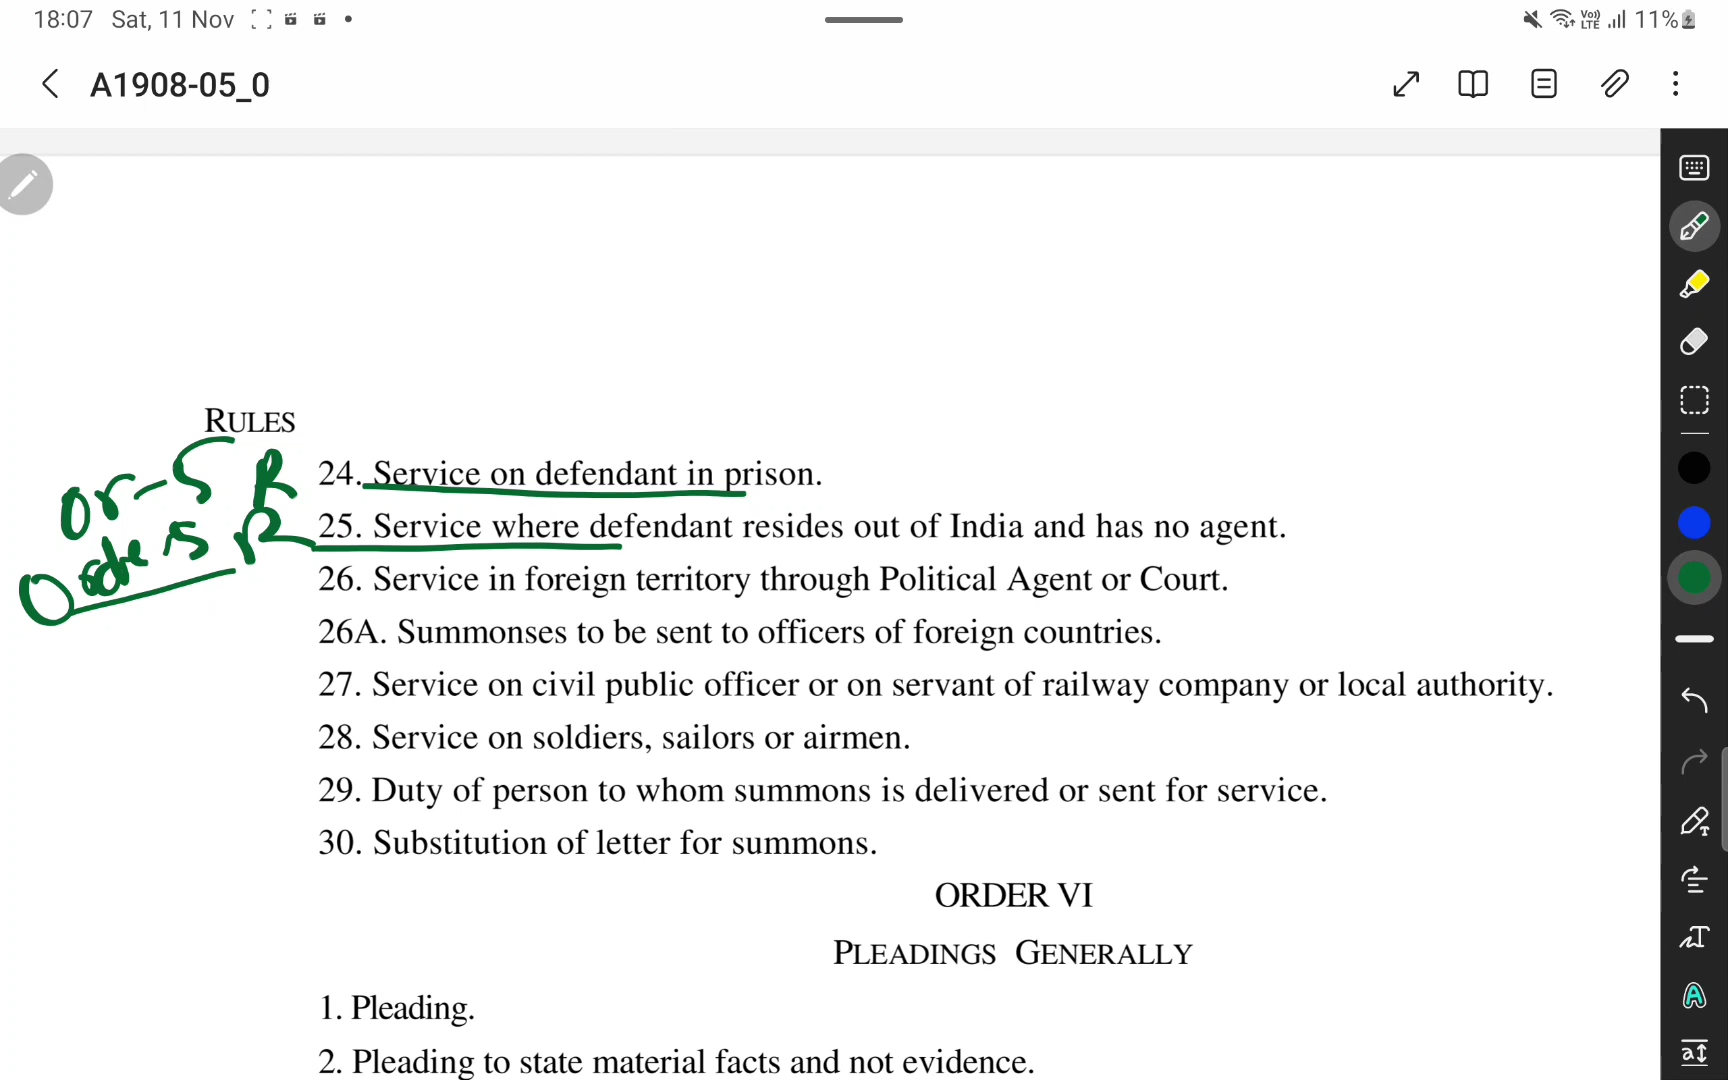 18:07 Sat, 11 Nov
Vo)) LTE 11%
A1908-05_0
RULES
Or-5 R 24. Service on defendant in prison.
Order 5 R 25. Service where defendant resides out of India and has no agent.
26. Service in foreign territory through Political Agent or Court.
26A. Summonses to be sent to officers of foreign countries.
27. Service on civil public officer or on servant of railway company or local authority.
28. Service on soldiers, sailors or airmen.
29. Duty of person to whom summons is delivered or sent for service.
30. Substitution of letter for summons.
ORDER VI
PLEADINGS GENERALLY
1. Pleading.
2. Pleading to state material facts and not evidence.